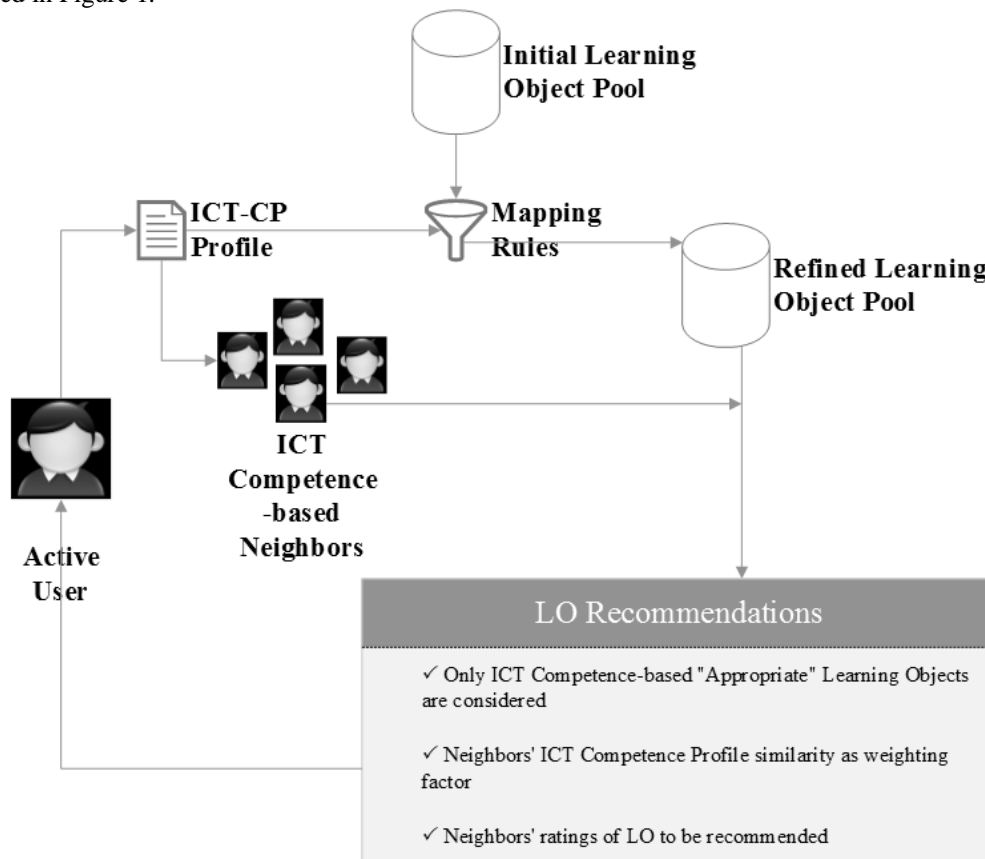 ed in Figure 1.
Initial Learning
Object Pool
ICT-CP
Profile
Mapping
Rules
Refined Learning
Object Pool
ICT
Competence
-based
Neighbors
Active
User
LO Recommendations
✓ Only ICT Competence-based "Appropriate" Learning Objects
are considered
✓ Neighbors' ICT Competence Profile similarity as weighting
factor
✓ Neighbors' ratings of LO to be recommended